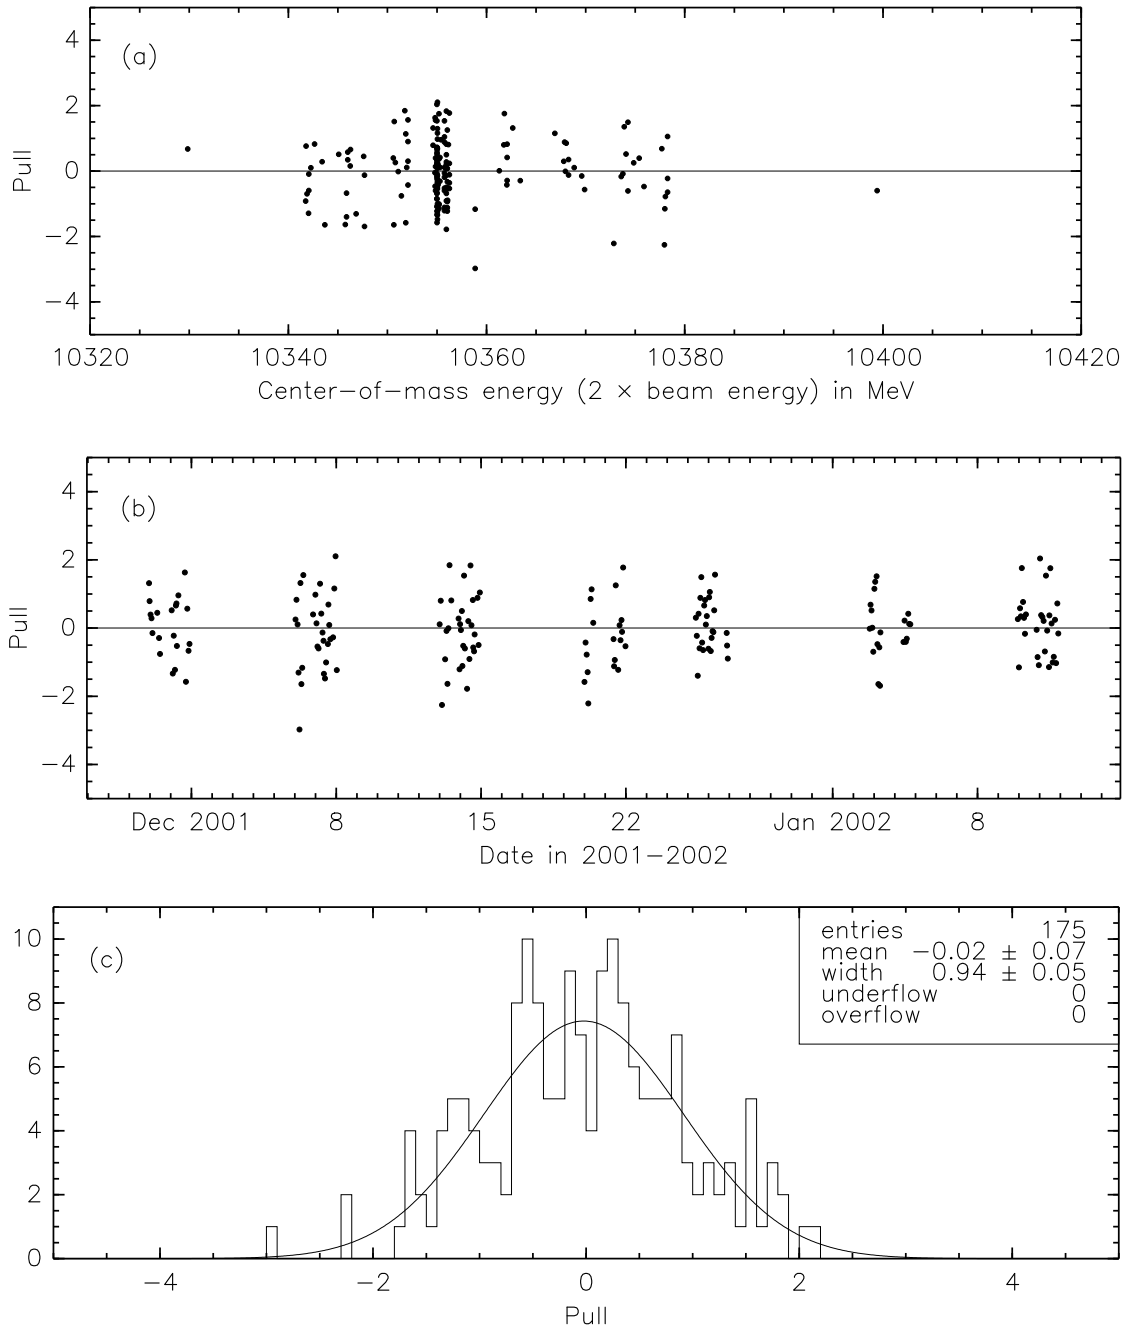 4
(a)
2
Pull
0
−2
−4
10320 10340 10360 10380 10400 10420
Center−of−mass energy (2 × beam energy) in MeV
4
(b)
2
Pull
0
−2
−4
Dec 2001 8 15 22 Jan 2002 8
Date in 2001−2002
10
(c)
entries 175
mean −0.02 ± 0.07
width 0.94 ± 0.05
underflow 0
overflow 0
8
6
4
2
0
−4 −2 0 2 4
Pull